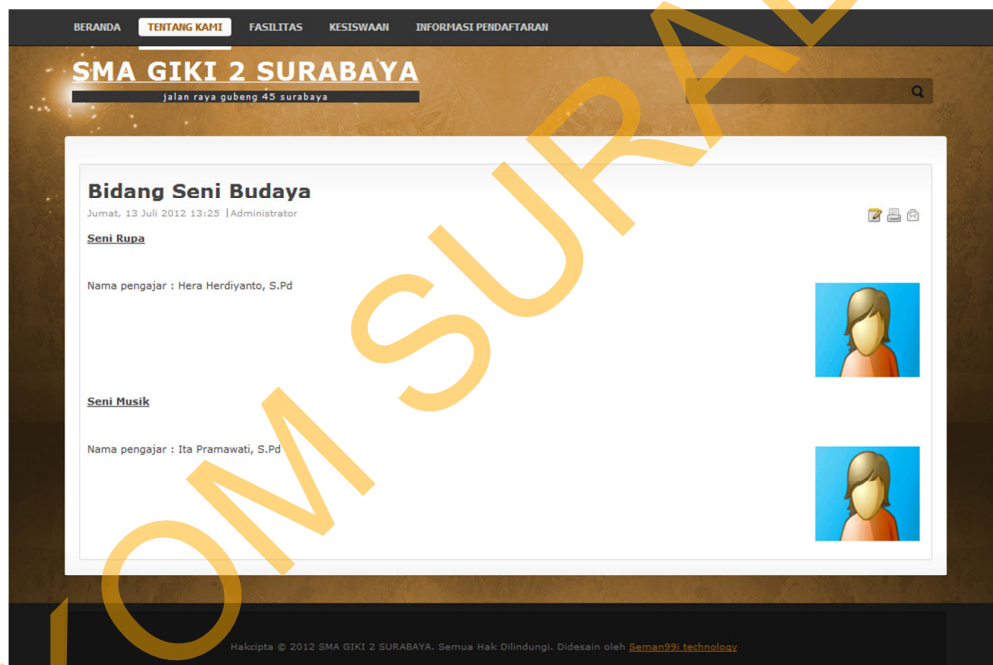 BERANDA TENTANG KAMI FASILITAS KESISWAAN INFORMASI PENDAFTARAN
SMA GIKI 2 SURABAYA
jalan raya gubeng 45 surabaya
Bidang Seni Budaya
Jumat, 13 Juli 2012 13:25 | Administrator
Seni Rupa
Nama pengajar : Hera Herdiyanto, S.Pd
Seni Musik
Nama pengajar : Ita Pramawati, S.Pd
Hakcipta © 2012 SMA GIKI 2 SURABAYA. Semua Hak Dilindungi. Didesain oleh Seman99i technology
OM SURA